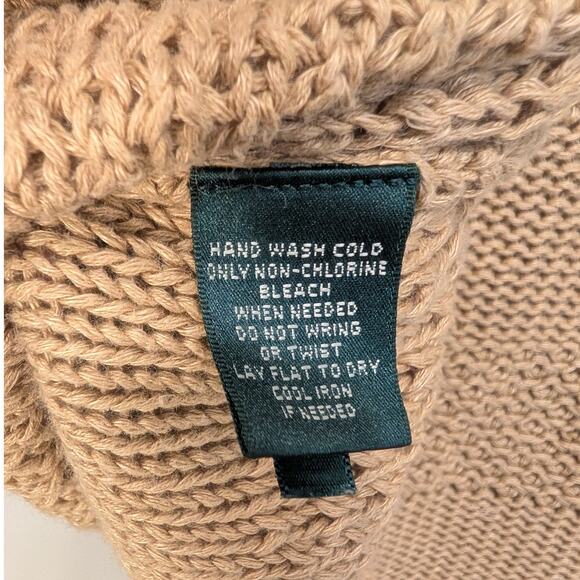 HAND WASH COLD
ONLY NON-CHLORINE
BLEACH
WHEN NEEDED
DO NOT WRING
OR TWIST
LAY FLAT TO DRY
COOL IRON
IF NEEDED